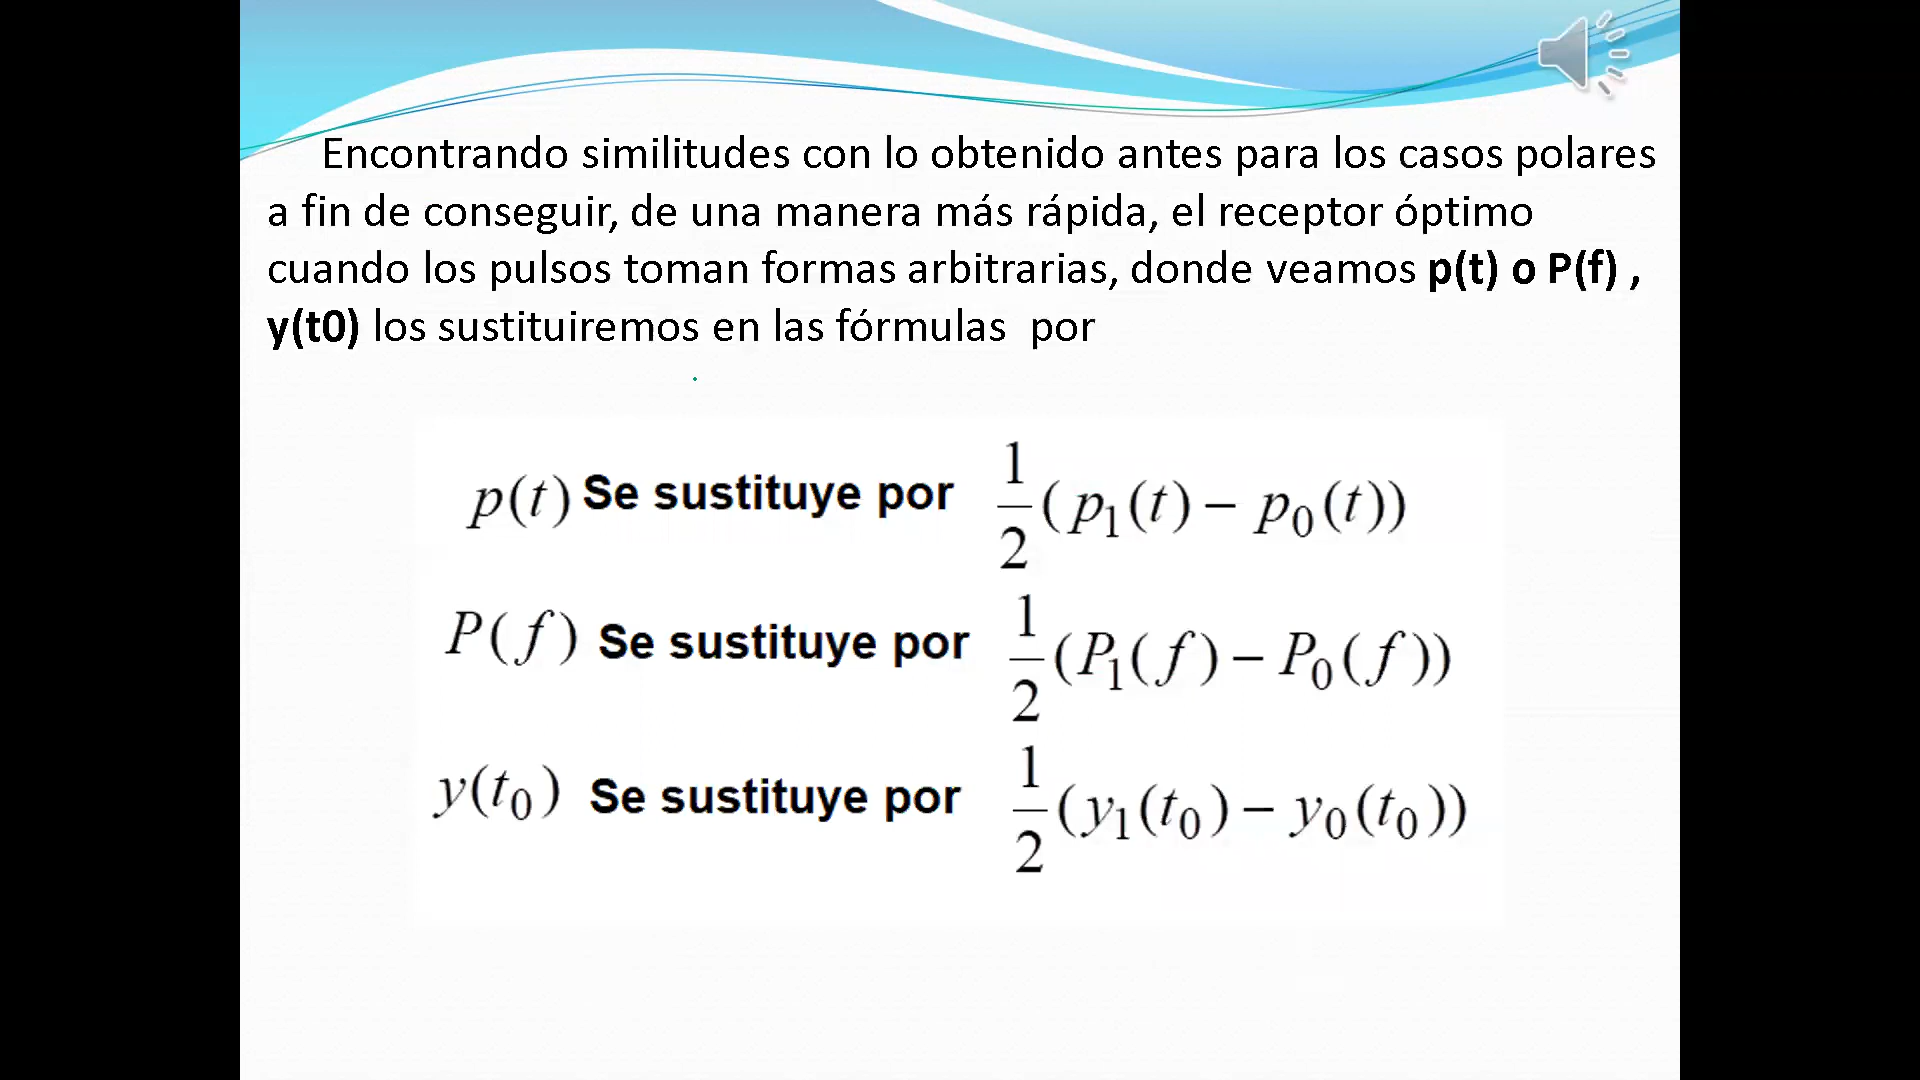 Encontrando similitudes con lo obtenido antes para los casos polares
a fin de conseguir, de una manera más rápida, el receptor óptimo
cuando los pulsos toman formas arbitrarias, donde veamos p(t) o P(f) ,
y(t0) los sustituiremos en las fórmulas  por
p(t) Se sustituye por 1/2 (p₁(t) − p₀(t))
P(f) Se sustituye por 1/2 (P₁(f) − P₀(f))
y(t₀) Se sustituye por 1/2 (y₁(t₀) − y₀(t₀))